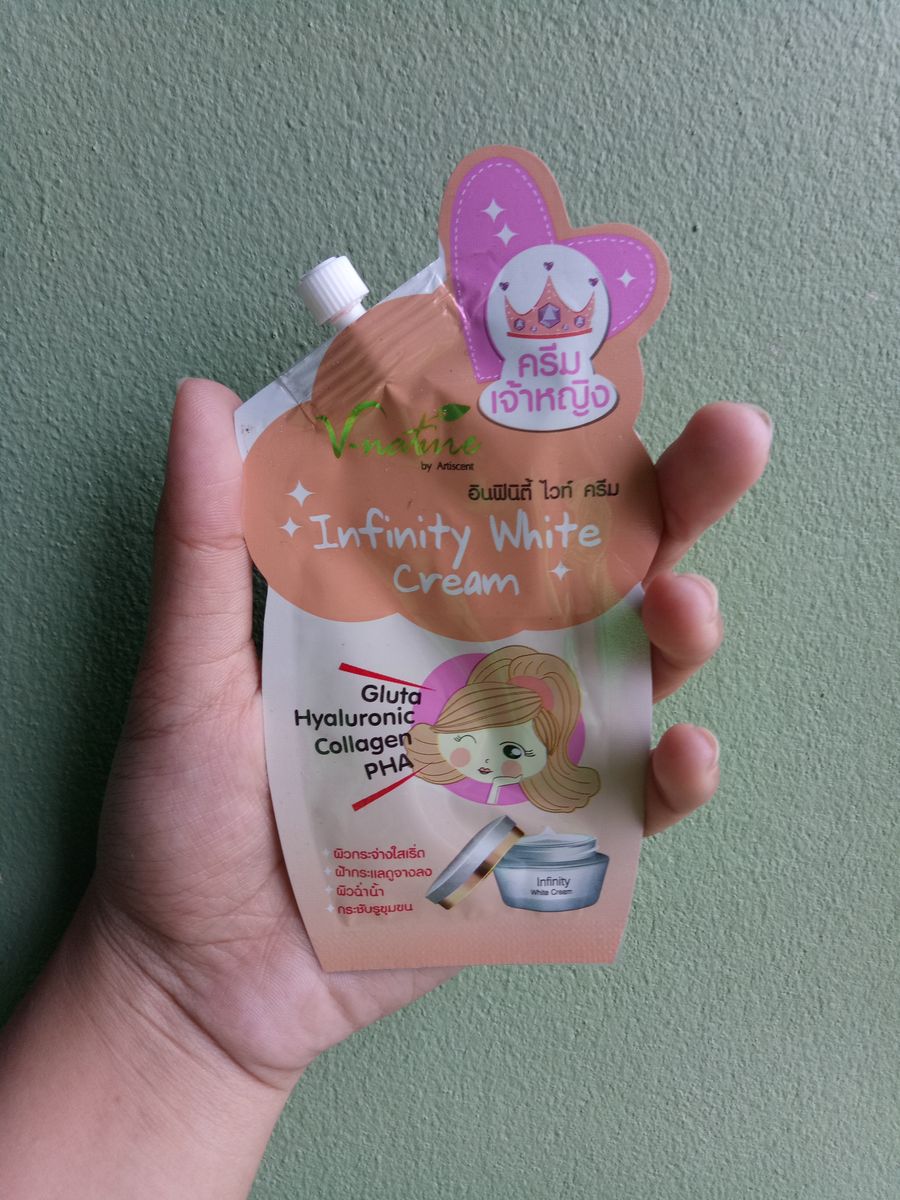 ครีม
เจ้าหญิง
V-nature
by Artiscent
อินฟินิตี้ ไวท์ ครีม
Infinity White
Cream
Gluta
Hyaluronic
Collagen
PHA
ผิวกระจ่างใสเริ่ด
ฝ้ากระแลดูจางลง
ผิวฉ่ำน้ำ
กระชับรูขุมขน
Infinity
White Cream